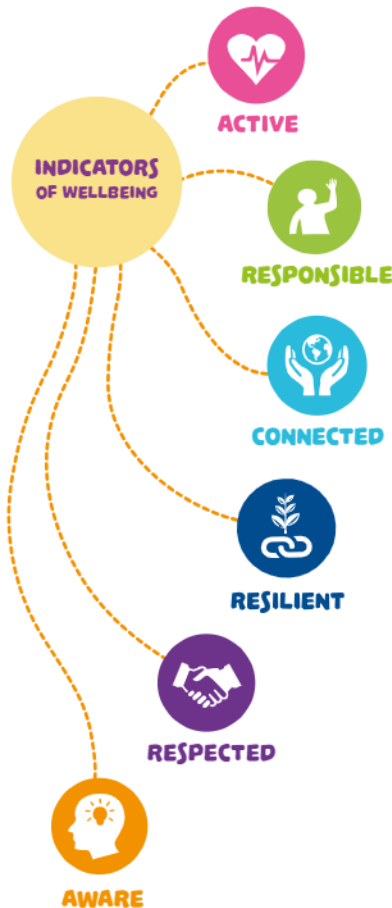 ACTIVE
INDICATORS
OF WELLBEING
RESPONSIBLE
CONNECTED
RESILIENT
RESPECTED
AWARE